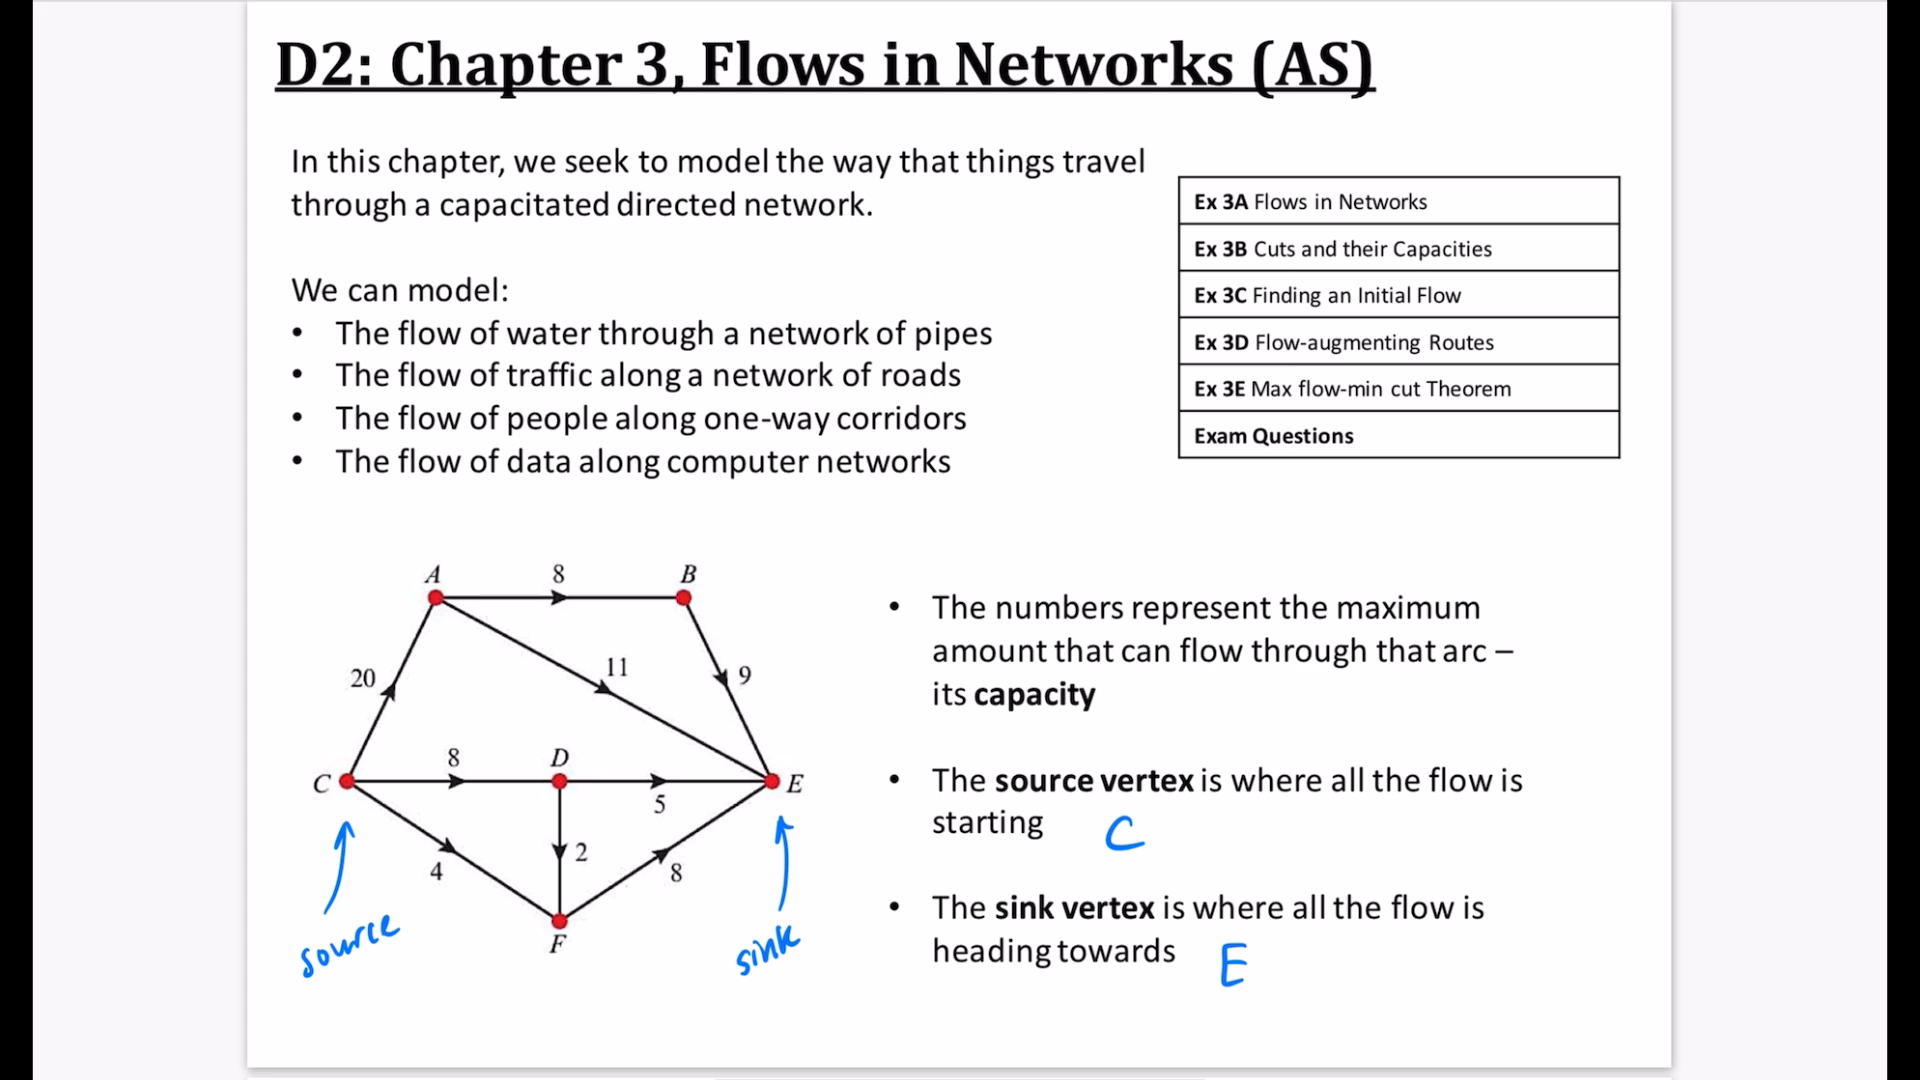 D2: Chapter 3, Flows in Networks (AS)
In this chapter, we seek to model the way that things travel
through a capacitated directed network.
We can model:
• The flow of water through a network of pipes
• The flow of traffic along a network of roads
• The flow of people along one-way corridors
• The flow of data along computer networks
Ex 3A Flows in Networks
Ex 3B Cuts and their Capacities
Ex 3C Finding an Initial Flow
Ex 3D Flow-augmenting Routes
Ex 3E Max flow-min cut Theorem
Exam Questions
A 8 B
20 11 9
8 D
C E
5
4 2 8
F
source
sink
• The numbers represent the maximum
amount that can flow through that arc –
its capacity
• The source vertex is where all the flow is
starting C
• The sink vertex is where all the flow is
heading towards E